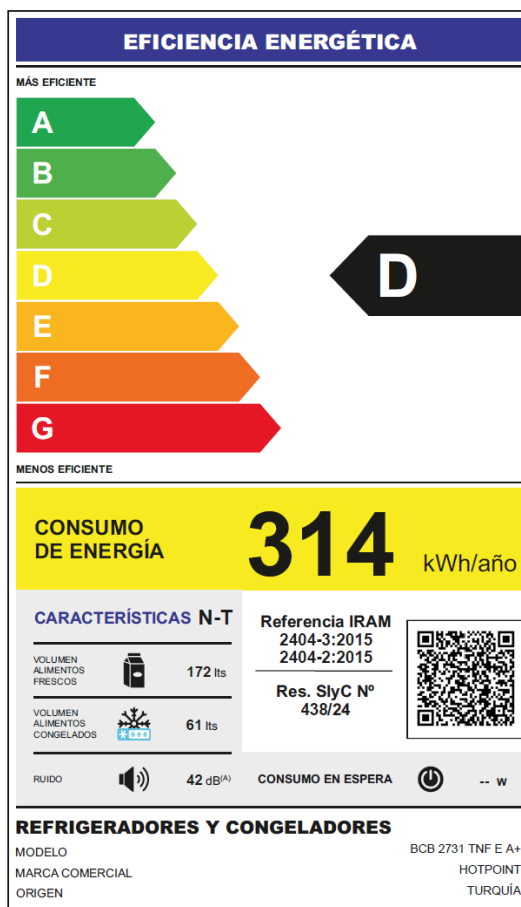 EFICIENCIA ENERGÉTICA
MÁS EFICIENTE
A
B
C
D
D
E
F
G
MENOS EFICIENTE
CONSUMO
DE ENERGÍA
314 kWh/año
CARACTERÍSTICAS N-T
VOLUMEN
ALIMENTOS
FRESCOS
172 lts
VOLUMEN
ALIMENTOS
CONGELADOS
61 lts
RUIDO
42 dB(A)
Referencia IRAM
2404-3:2015
2404-2:2015
Res. SIyC Nº
438/24
CONSUMO EN ESPERA
-- W
REFRIGERADORES Y CONGELADORES
MODELO BCB 2731 TNF E A+
MARCA COMERCIAL HOTPOINT
ORIGEN TURQUÍA